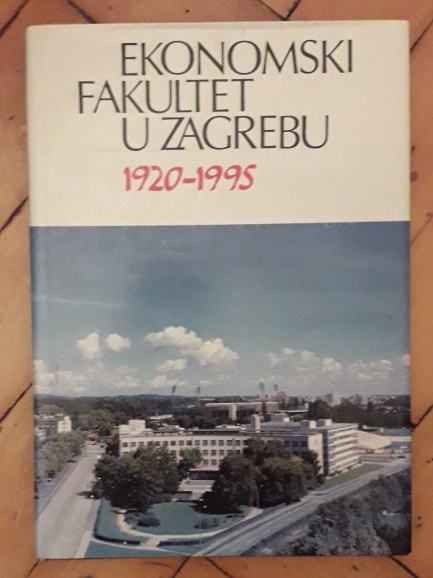 EKONOMSKI
FAKULTET
U ZAGREBU
1920-1995